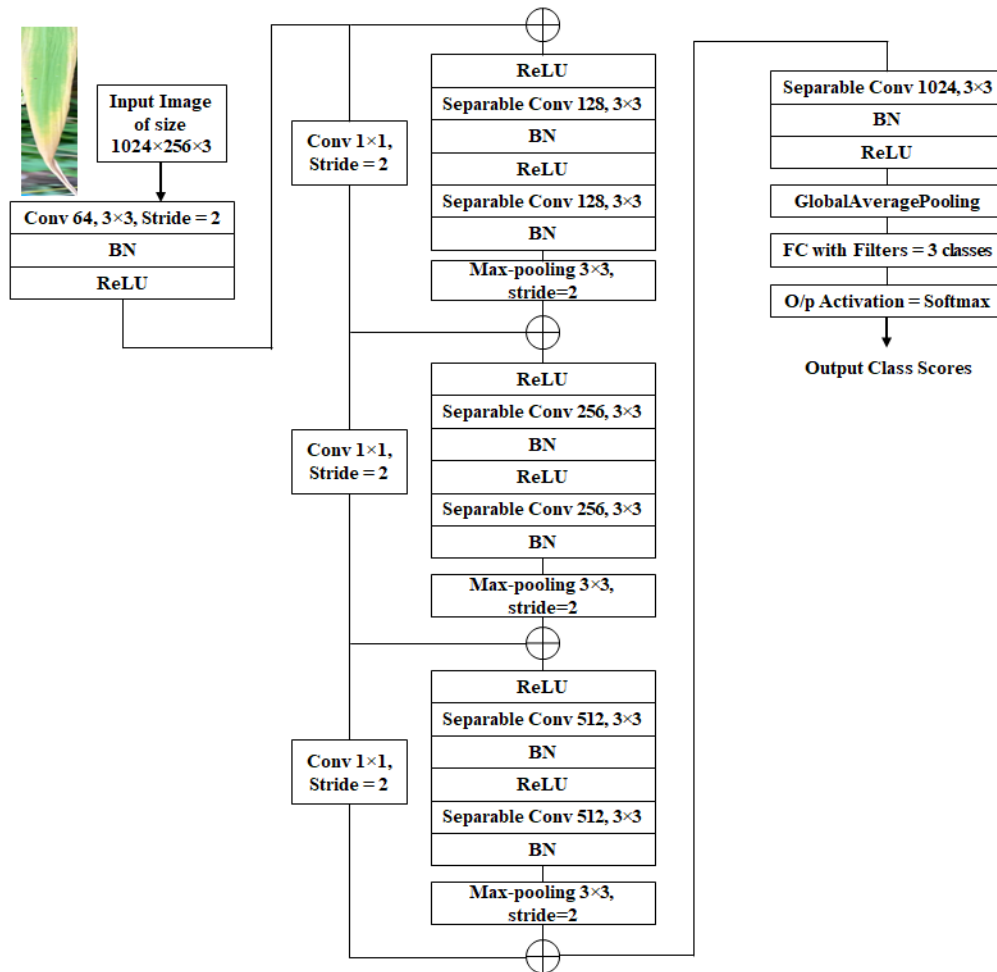 Input Image
of size
1024×256×3
Conv 64, 3×3, Stride = 2
BN
ReLU
Conv 1×1,
Stride = 2
ReLU
Separable Conv 128, 3×3
BN
ReLU
Separable Conv 128, 3×3
BN
Max-pooling 3×3,
stride=2
Conv 1×1,
Stride = 2
ReLU
Separable Conv 256, 3×3
BN
ReLU
Separable Conv 256, 3×3
BN
Max-pooling 3×3,
stride=2
Conv 1×1,
Stride = 2
ReLU
Separable Conv 512, 3×3
BN
ReLU
Separable Conv 512, 3×3
BN
Max-pooling 3×3,
stride=2
Separable Conv 1024, 3×3
BN
ReLU
GlobalAveragePooling
FC with Filters = 3 classes
O/p Activation = Softmax
Output Class Scores